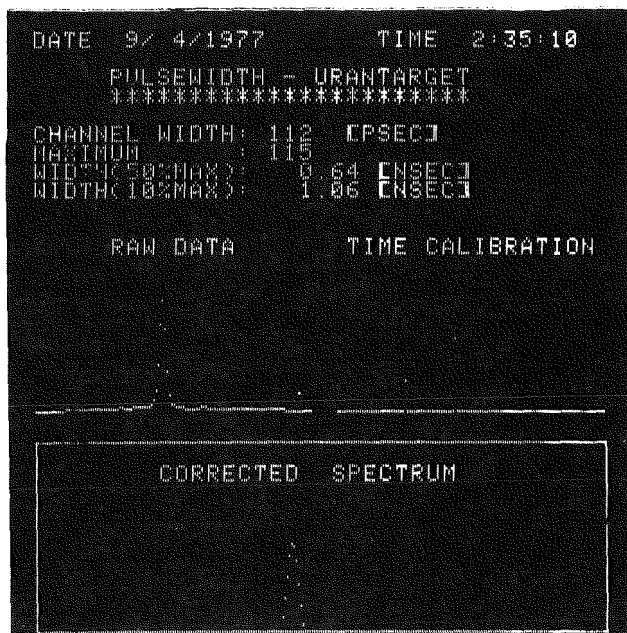 DATE 9/ 4/1977 TIME 2:35:10
PULSEWIDTH - URANTARGET
***********************
CHANNEL WIDTH: 112 [PSEC]
MAXIMUM : 115
WIDTH(50%MAX): 0.64 [NSEC]
WIDTH(10%MAX): 1.06 [NSEC]
RAW DATA TIME CALIBRATION
CORRECTED SPECTRUM